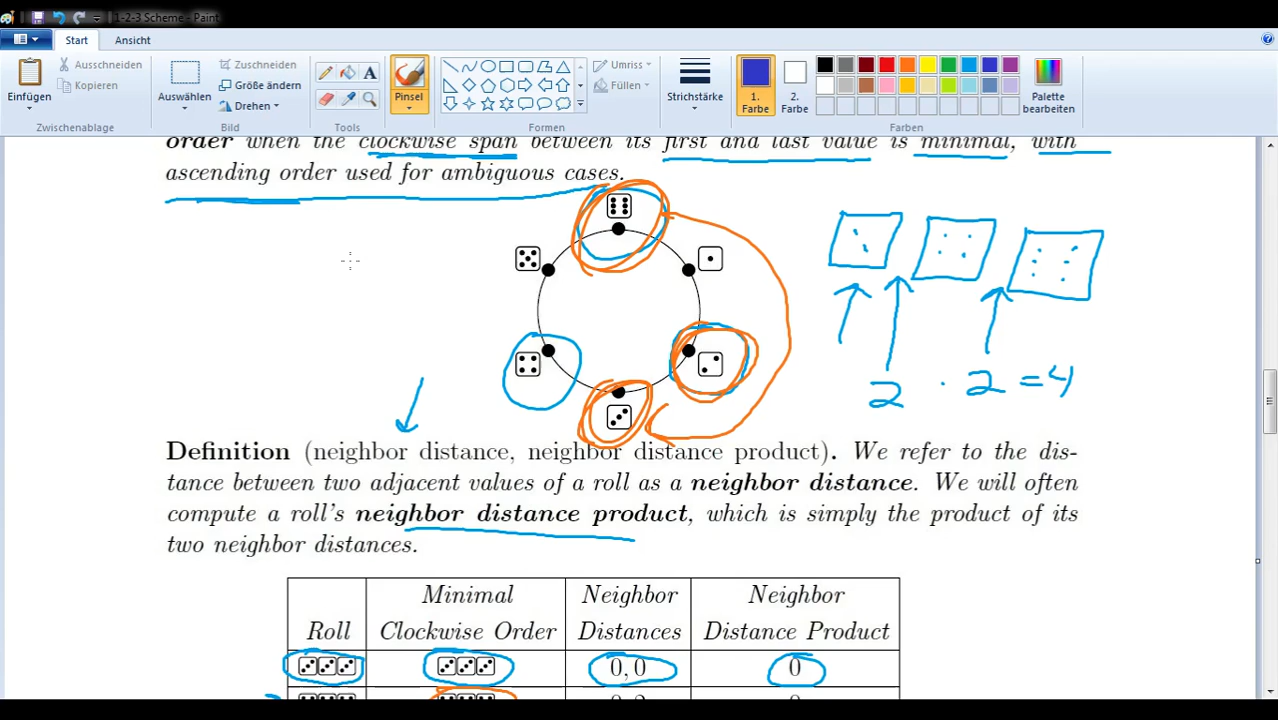 1-2-3 Scheme - Paint
Start Ansicht
Einfügen
Ausschneiden
Kopieren
Zwischenablage
Auswählen
Zuschneiden
Größe ändern
Drehen
Bild
A
Pinsel
Tools
Umriss
Füllen
Formen
Strichstärke
1.
Farbe
2.
Farbe
Palette
bearbeiten
Farben
order when the clockwise span between its first and last value is minimal, with
ascending order used for ambiguous cases.
2 · 2 = 4
Definition (neighbor distance, neighbor distance product). We refer to the dis-
tance between two adjacent values of a roll as a neighbor distance. We will often
compute a roll's neighbor distance product, which is simply the product of its
two neighbor distances.
Roll
Minimal
Clockwise Order
Neighbor
Distances
Neighbor
Distance Product
0, 0
0